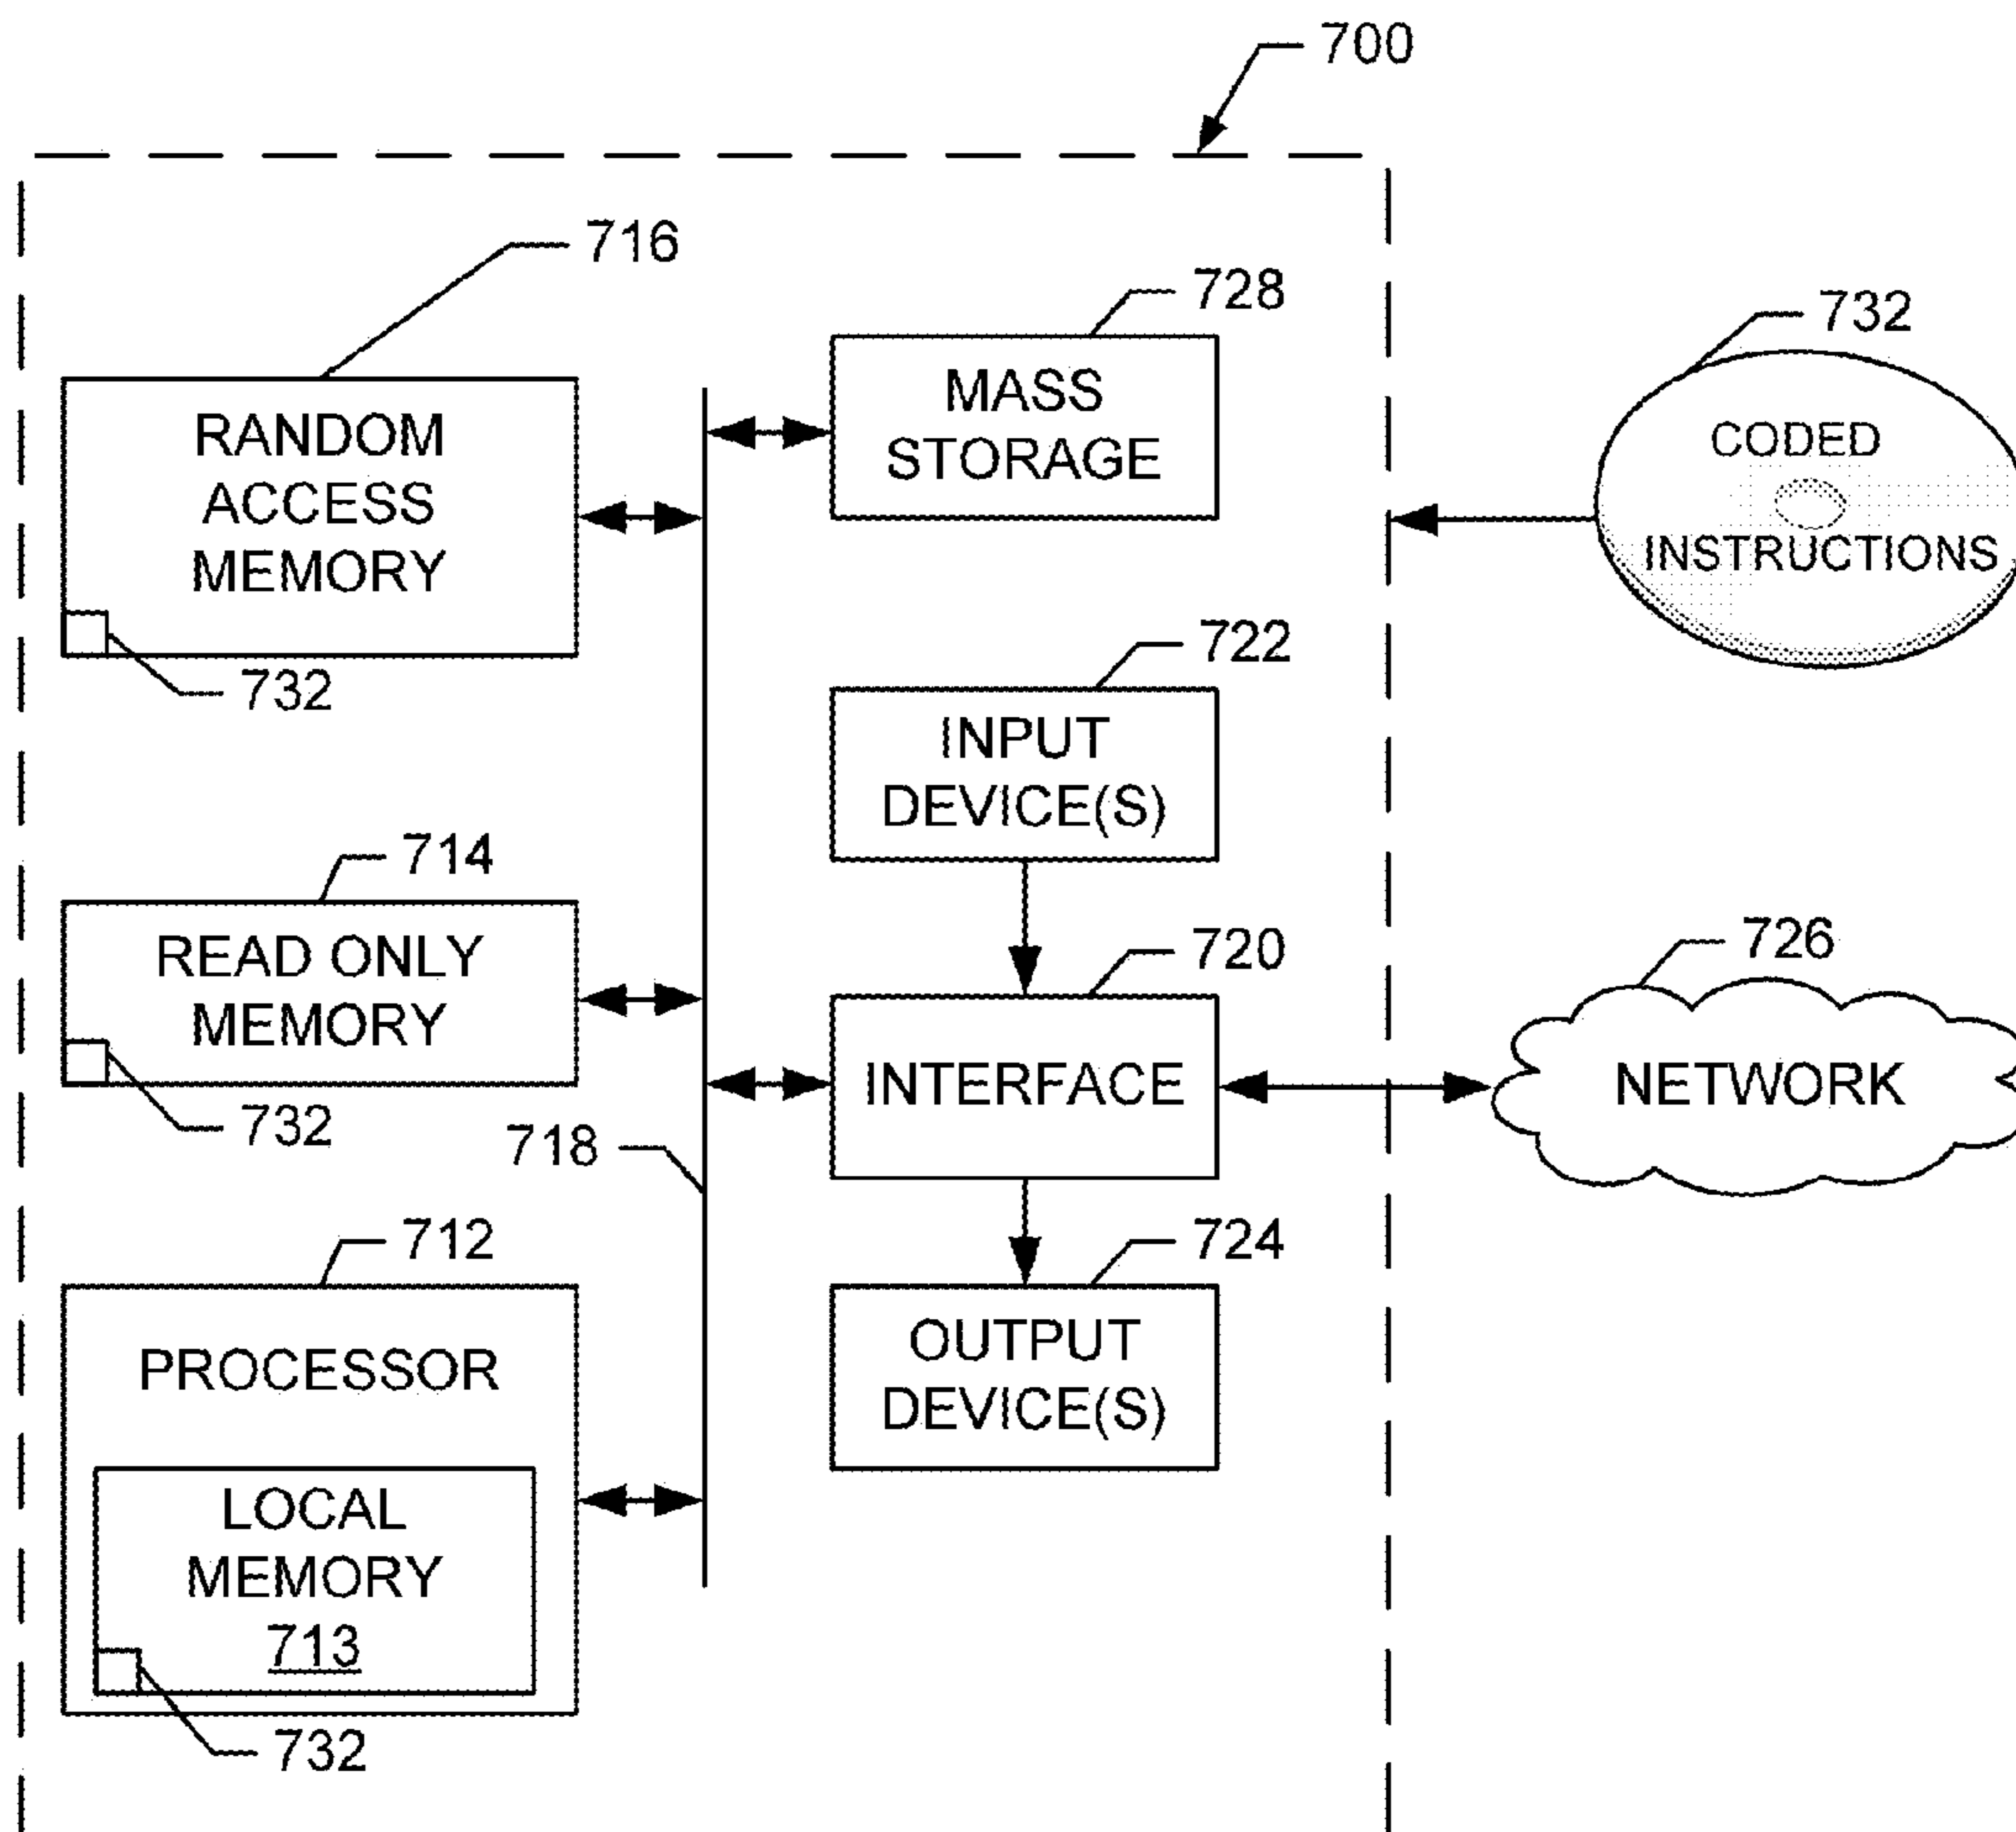 700
716
RANDOM
ACCESS
MEMORY
732
728
MASS
STORAGE
732
CODED
INSTRUCTIONS
722
INPUT
DEVICE(S)
714
READ ONLY
MEMORY
732
718
720
INTERFACE
726
NETWORK
712
PROCESSOR
LOCAL
MEMORY
713
732
724
OUTPUT
DEVICE(S)